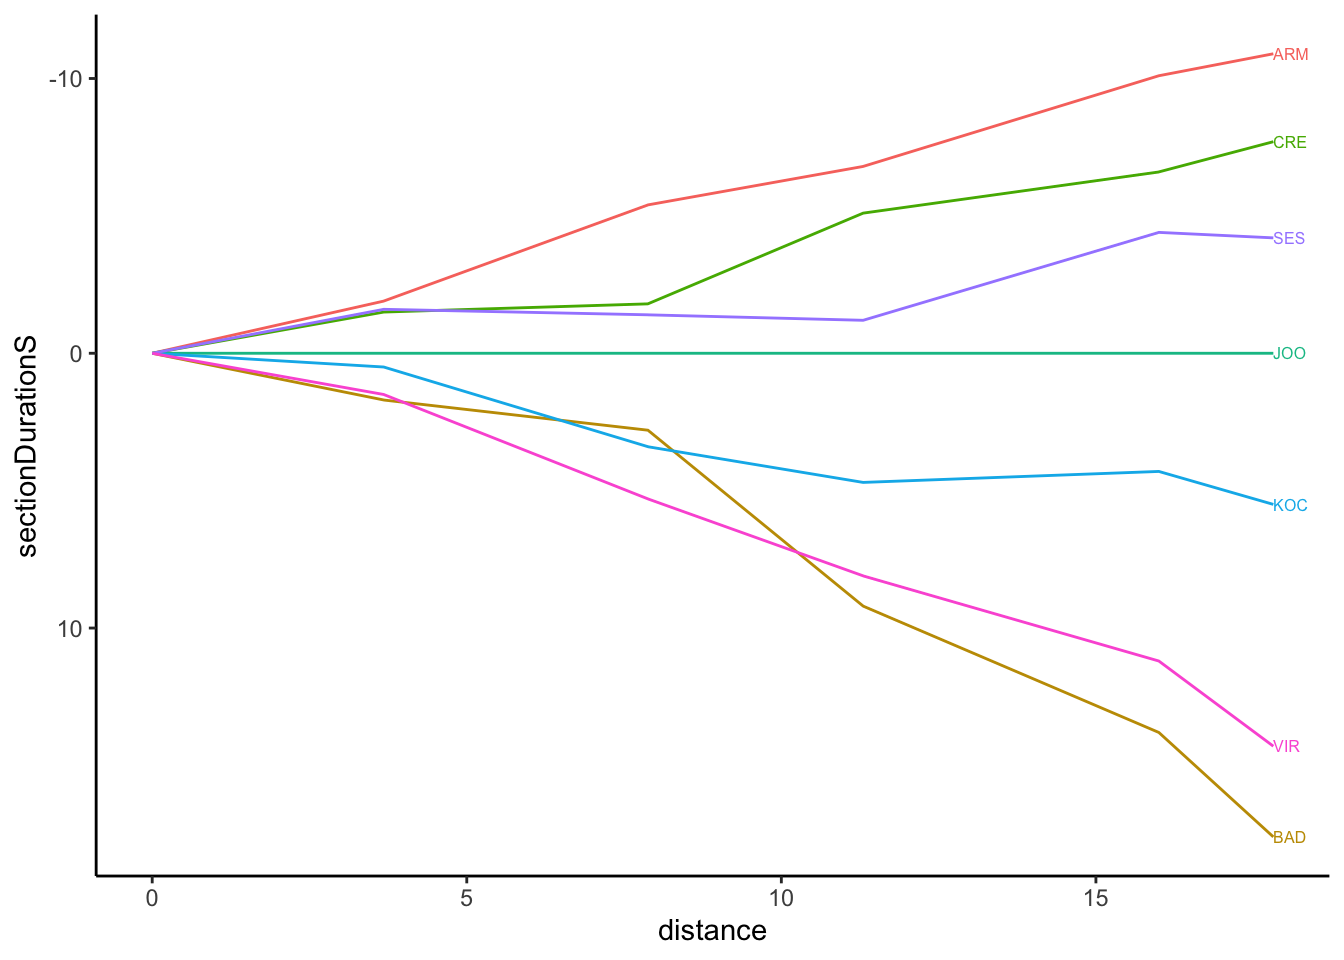 -10
0
10
sectionDurationS
ARM
CRE
SES
JOO
KOC
VIR
BAD
0 5 10 15
distance